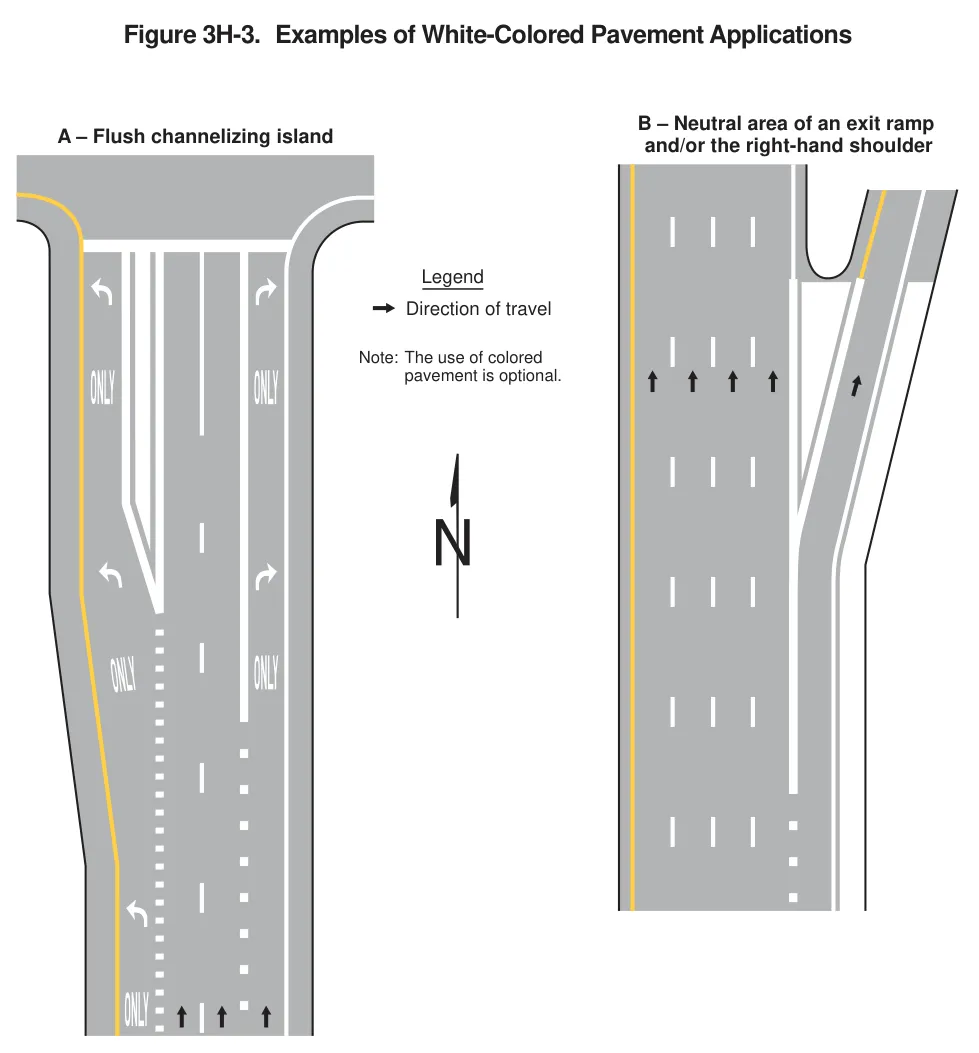 Figure 3H-3. Examples of White-Colored Pavement Applications
A – Flush channelizing island
B – Neutral area of an exit ramp
and/or the right-hand shoulder
Legend
Direction of travel
Note: The use of colored
pavement is optional.
N
ONLY
ONLY
ONLY
ONLY
ONLY